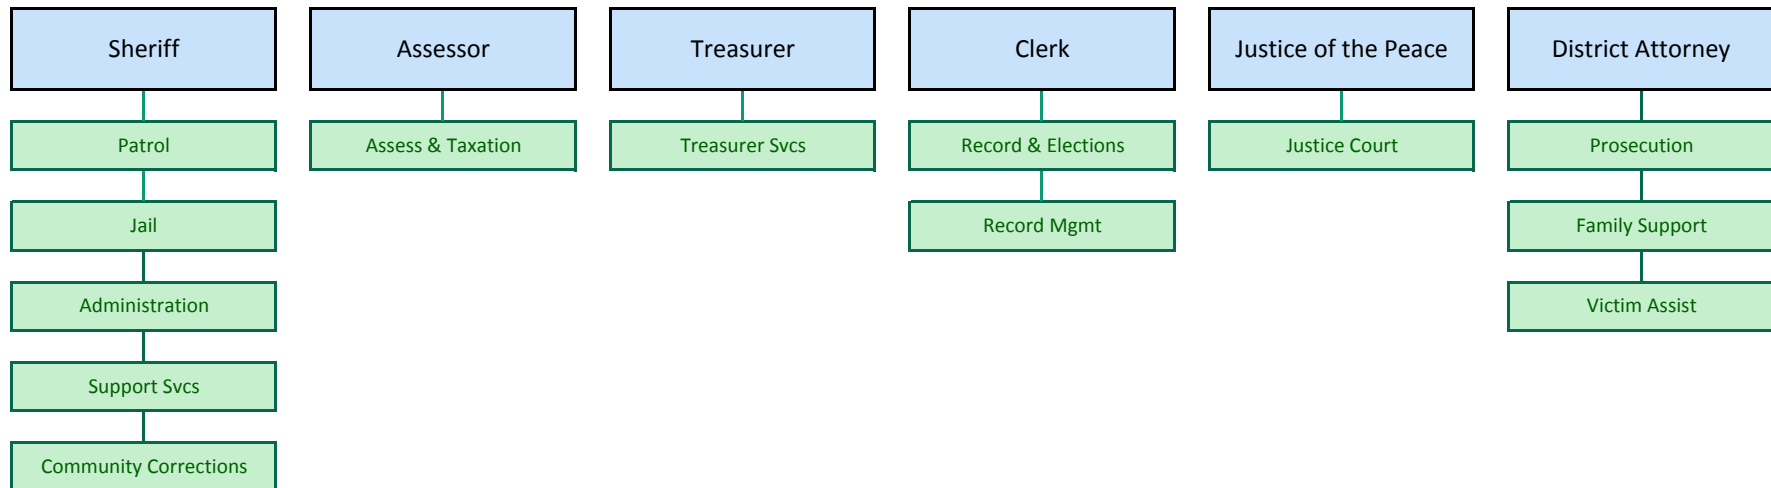 Sheriff
Assessor
Treasurer
Clerk
Justice of the Peace
District Attorney
Patrol
Assess & Taxation
Treasurer Svcs
Record & Elections
Justice Court
Prosecution
Jail
Record Mgmt
Family Support
Administration
Victim Assist
Support Svcs
Community Corrections